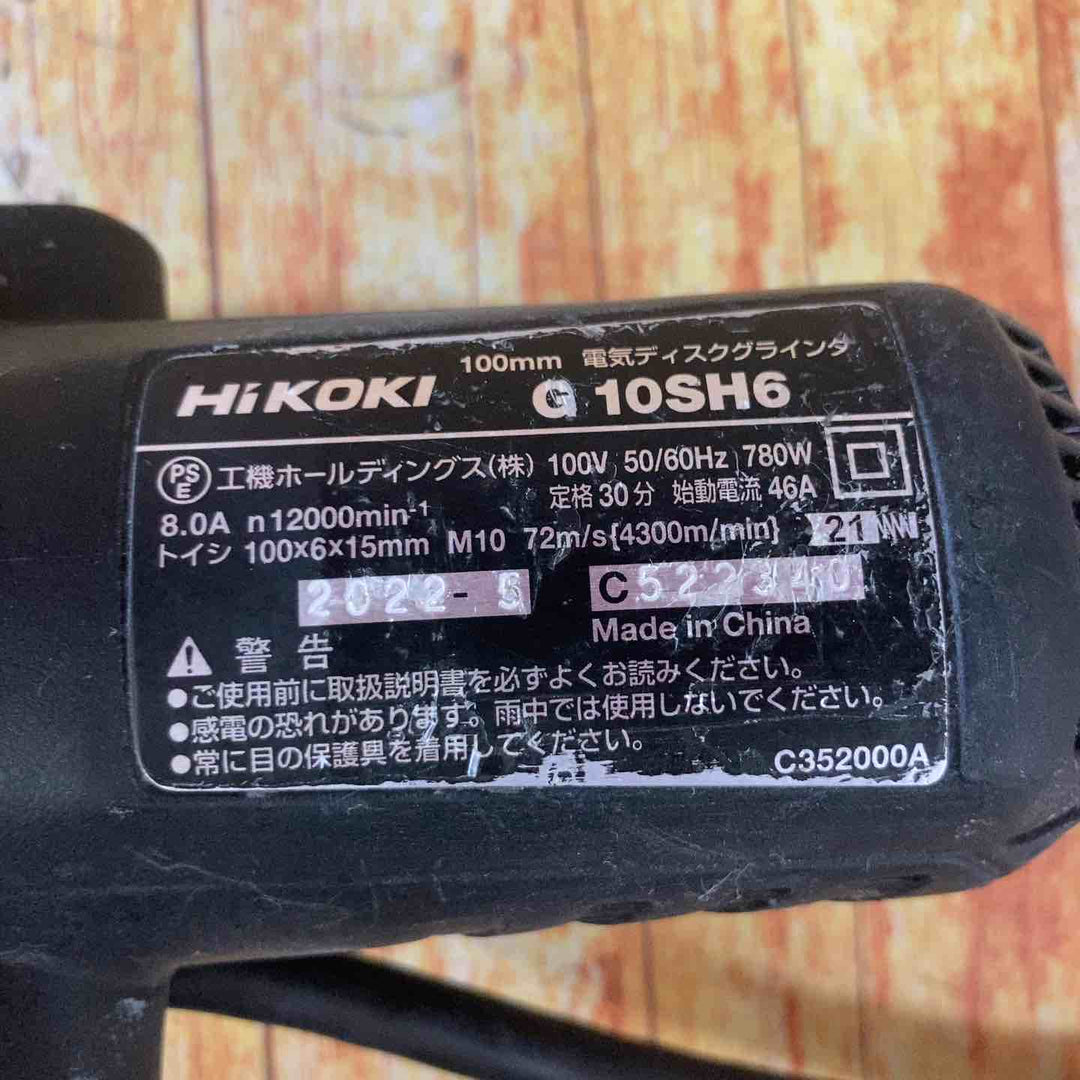 100mm 電気ディスクグラインダ
HiKOKI G 10SH6
PSE 工機ホールディングス(株) 100V 50/60Hz 780W
定格30分 始動電流46A
8.0A n12000min-1
トイシ 100×6×15mm M10 72m/s{4300m/min} 21
2022-5 C522340
Made in China
警告
●ご使用前に取扱説明書を必ずよくお読みください。
●感電の恐れがあります。雨中では使用しないでください。
●常に目の保護具を着用してください。
C352000A